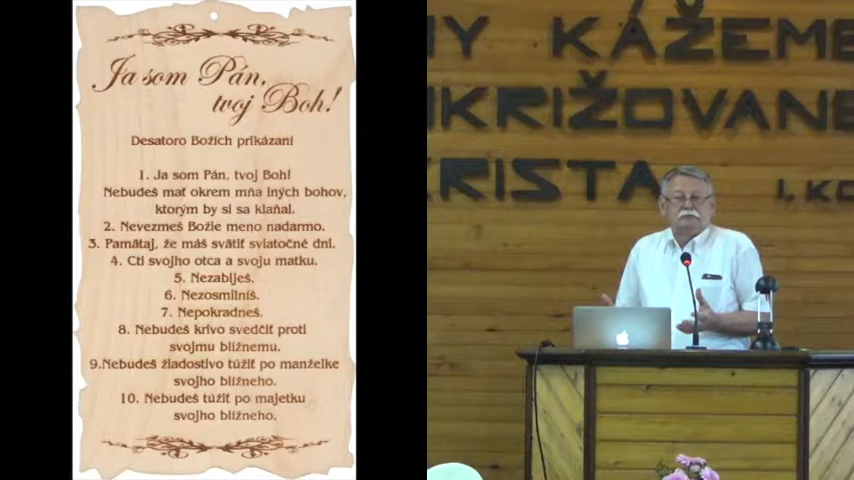 Ja som Pán,
tvoj Boh!
Desatoro Božích prikázaní
1. Ja som Pán, tvoj Boh!
Nebudeš mať okrem mňa iných bohov,
ktorým by si sa klaňal.
2. Nevezmeš Božie meno nadarmo.
3. Pamätaj, že máš svätiť sviatočné dni.
4. Cti svojho otca a svoju matku.
5. Nezabiješ.
6. Nezosmilníš.
7. Nepokradneš.
8. Nebudeš krivo svedčiť proti
svojmu blížnemu.
9.Nebudeš žiadostivo túžiť po manželke
svojho blížneho.
10. Nebudeš túžiť po majetku
svojho blížneho.
MY KÁŽEME
UKRIŽOVANÉ
KRISTA
I. KO